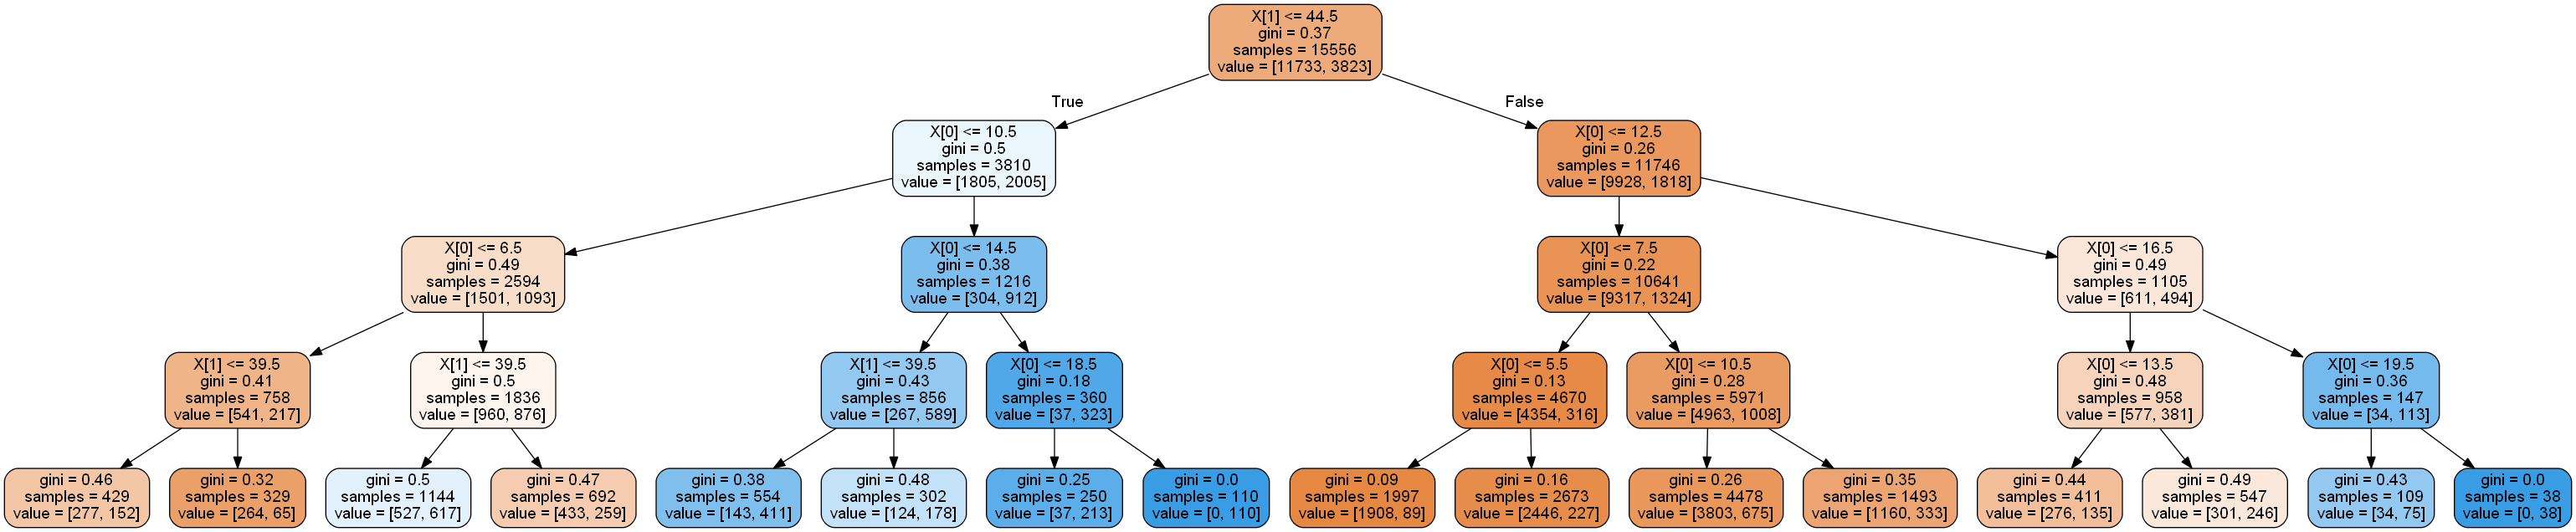 X[1] <= 44.5
gini = 0.37
samples = 15556
value = [11733, 3823]
True
False
X[0] <= 10.5
gini = 0.5
samples = 3810
value = [1805, 2005]
X[0] <= 12.5
gini = 0.26
samples = 11746
value = [9928, 1818]
X[0] <= 6.5
gini = 0.49
samples = 2594
value = [1501, 1093]
X[0] <= 14.5
gini = 0.38
samples = 1216
value = [304, 912]
X[0] <= 7.5
gini = 0.22
samples = 10641
value = [9317, 1324]
X[0] <= 16.5
gini = 0.49
samples = 1105
value = [611, 494]
X[1] <= 39.5
gini = 0.41
samples = 758
value = [541, 217]
X[1] <= 39.5
gini = 0.5
samples = 1836
value = [960, 876]
X[1] <= 39.5
gini = 0.43
samples = 856
value = [267, 589]
X[0] <= 18.5
gini = 0.18
samples = 360
value = [37, 323]
X[0] <= 5.5
gini = 0.13
samples = 4670
value = [4354, 316]
X[0] <= 10.5
gini = 0.28
samples = 5971
value = [4963, 1008]
X[0] <= 13.5
gini = 0.48
samples = 958
value = [577, 381]
X[0] <= 19.5
gini = 0.36
samples = 147
value = [34, 113]
gini = 0.46
samples = 429
value = [277, 152]
gini = 0.32
samples = 329
value = [264, 65]
gini = 0.5
samples = 1144
value = [527, 617]
gini = 0.47
samples = 692
value = [433, 259]
gini = 0.38
samples = 554
value = [143, 411]
gini = 0.48
samples = 302
value = [124, 178]
gini = 0.25
samples = 250
value = [37, 213]
gini = 0.0
samples = 110
value = [0, 110]
gini = 0.09
samples = 1997
value = [1908, 89]
gini = 0.16
samples = 2673
value = [2446, 227]
gini = 0.26
samples = 4478
value = [3803, 675]
gini = 0.35
samples = 1493
value = [1160, 333]
gini = 0.44
samples = 411
value = [276, 135]
gini = 0.49
samples = 547
value = [301, 246]
gini = 0.43
samples = 109
value = [34, 75]
gini = 0.0
samples = 38
value = [0, 38]